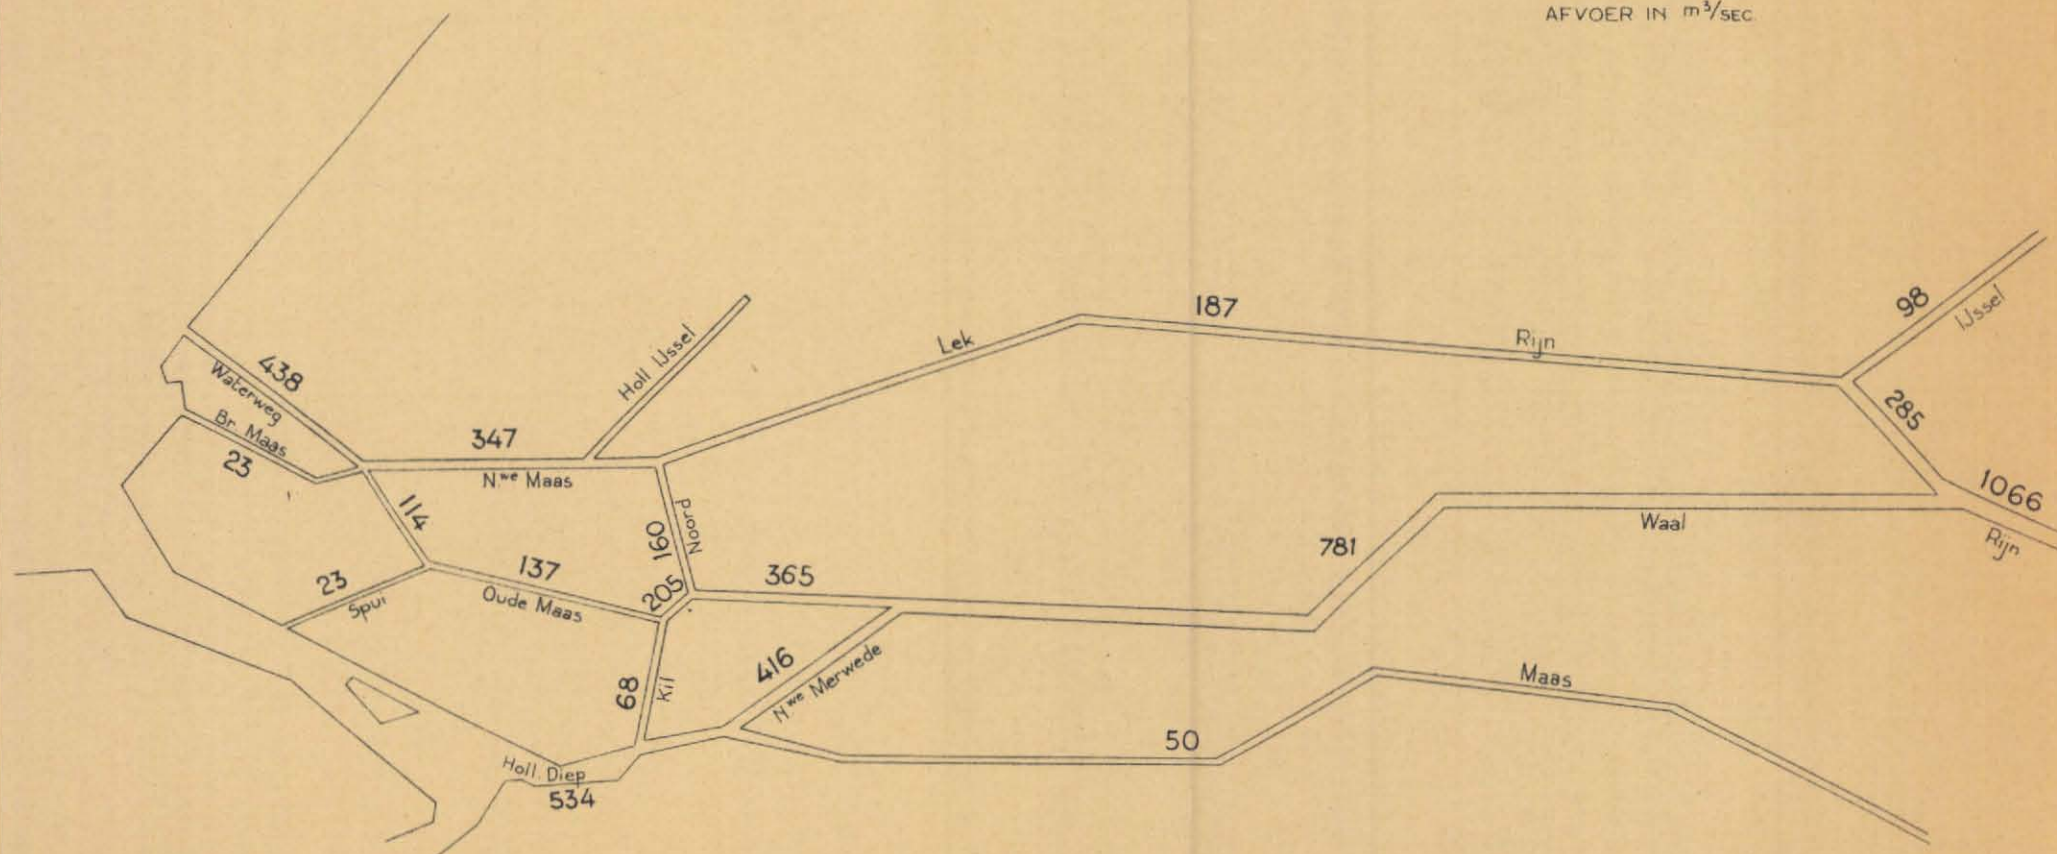 AFVOER IN m³/SEC
98
IJssel
187
Rijn
Lek
Holl IJssel
438
Waterweg
Br. Maas
23
347
N.we Maas
285
1066
Rijn
Waal
781
114
160
Noord
137
Oude Maas
205
365
23
Spui
416
N.we Merwede
68
Kil
Maas
50
Holl. Diep
534